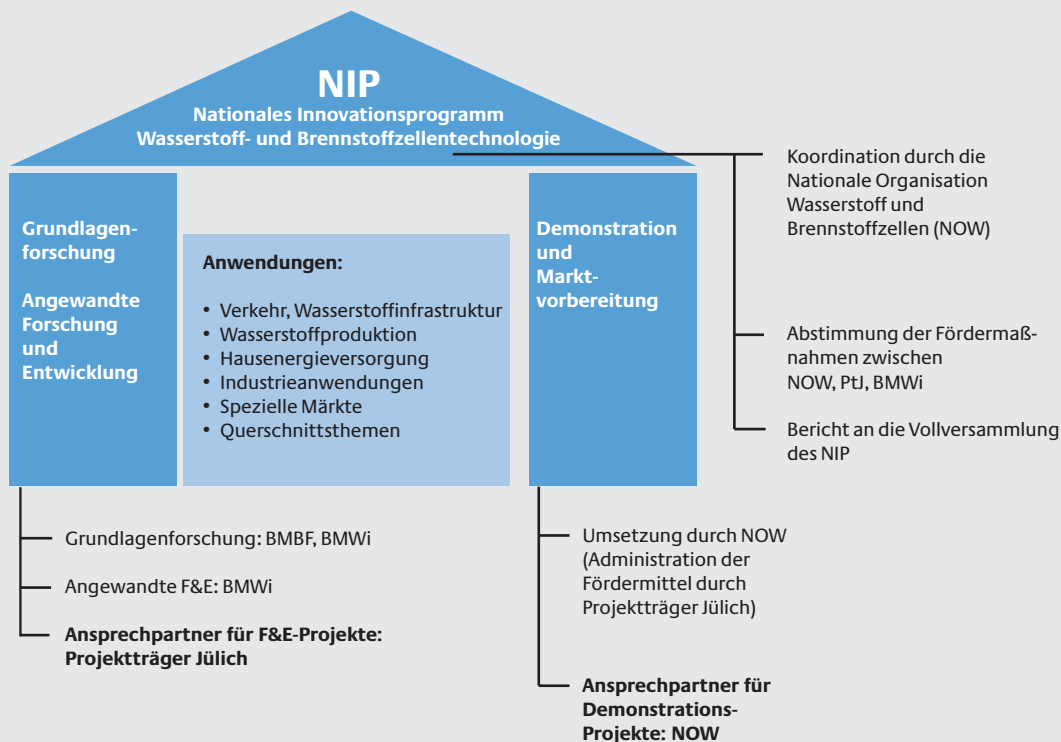 NIP
Nationales Innovationsprogramm
Wasserstoff- und Brennstoffzellentechnologie
Grundlagen-
forschung
Angewandte
Forschung
und
Entwicklung
Anwendungen:
• Verkehr, Wasserstoffinfrastruktur
• Wasserstoffproduktion
• Hausenergieversorgung
• Industrieanwendungen
• Spezielle Märkte
• Querschnittsthemen
Demonstration
und
Markt-
vorbereitung
Koordination durch die
Nationale Organisation
Wasserstoff und
Brennstoffzellen (NOW)
Abstimmung der Fördermaß-
nahmen zwischen
NOW, PtJ, BMWi
Bericht an die Vollversammlung
des NIP
Grundlagenforschung: BMBF, BMWi
Angewandte F&E: BMWi
Ansprechpartner für F&E-Projekte:
Projektträger Jülich
Umsetzung durch NOW
(Administration der
Fördermittel durch
Projektträger Jülich)
Ansprechpartner für
Demonstrations-
Projekte: NOW